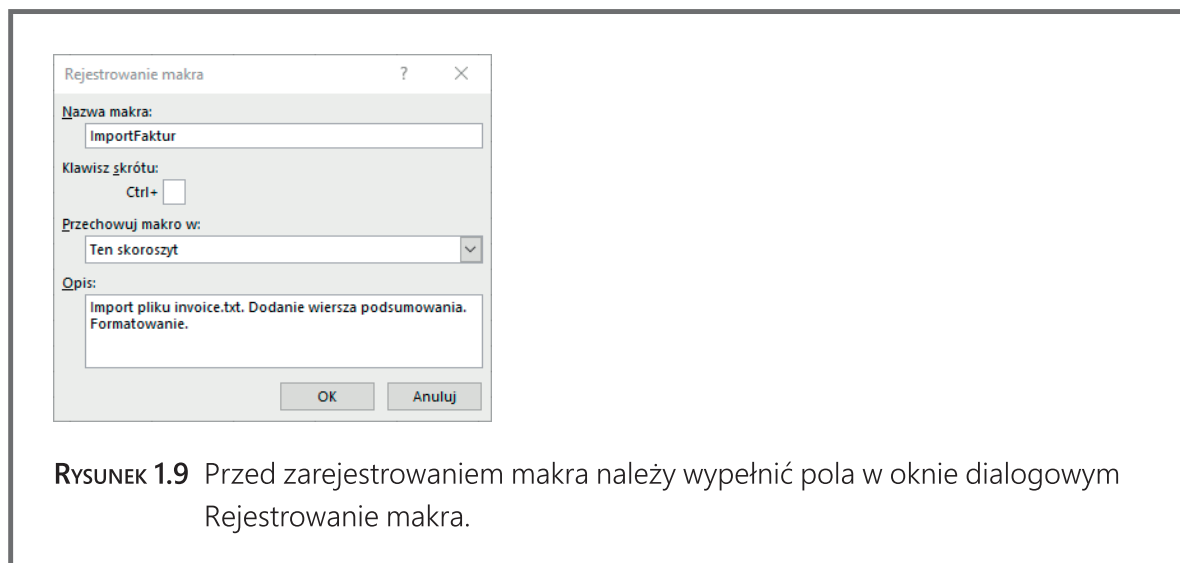 Rejestrowanie makra ?
Nazwa makra:
ImportFaktur
Klawisz skrótu:
Ctrl+
Przechowuj makro w:
Ten skoroszyt
Opis:
Import pliku invoice.txt. Dodanie wiersza podsumowania.
Formatowanie.
OK Anuluj
RYSUNEK 1.9 Przed zarejestrowaniem makra należy wypełnić pola w oknie dialogowym
Rejestrowanie makra.